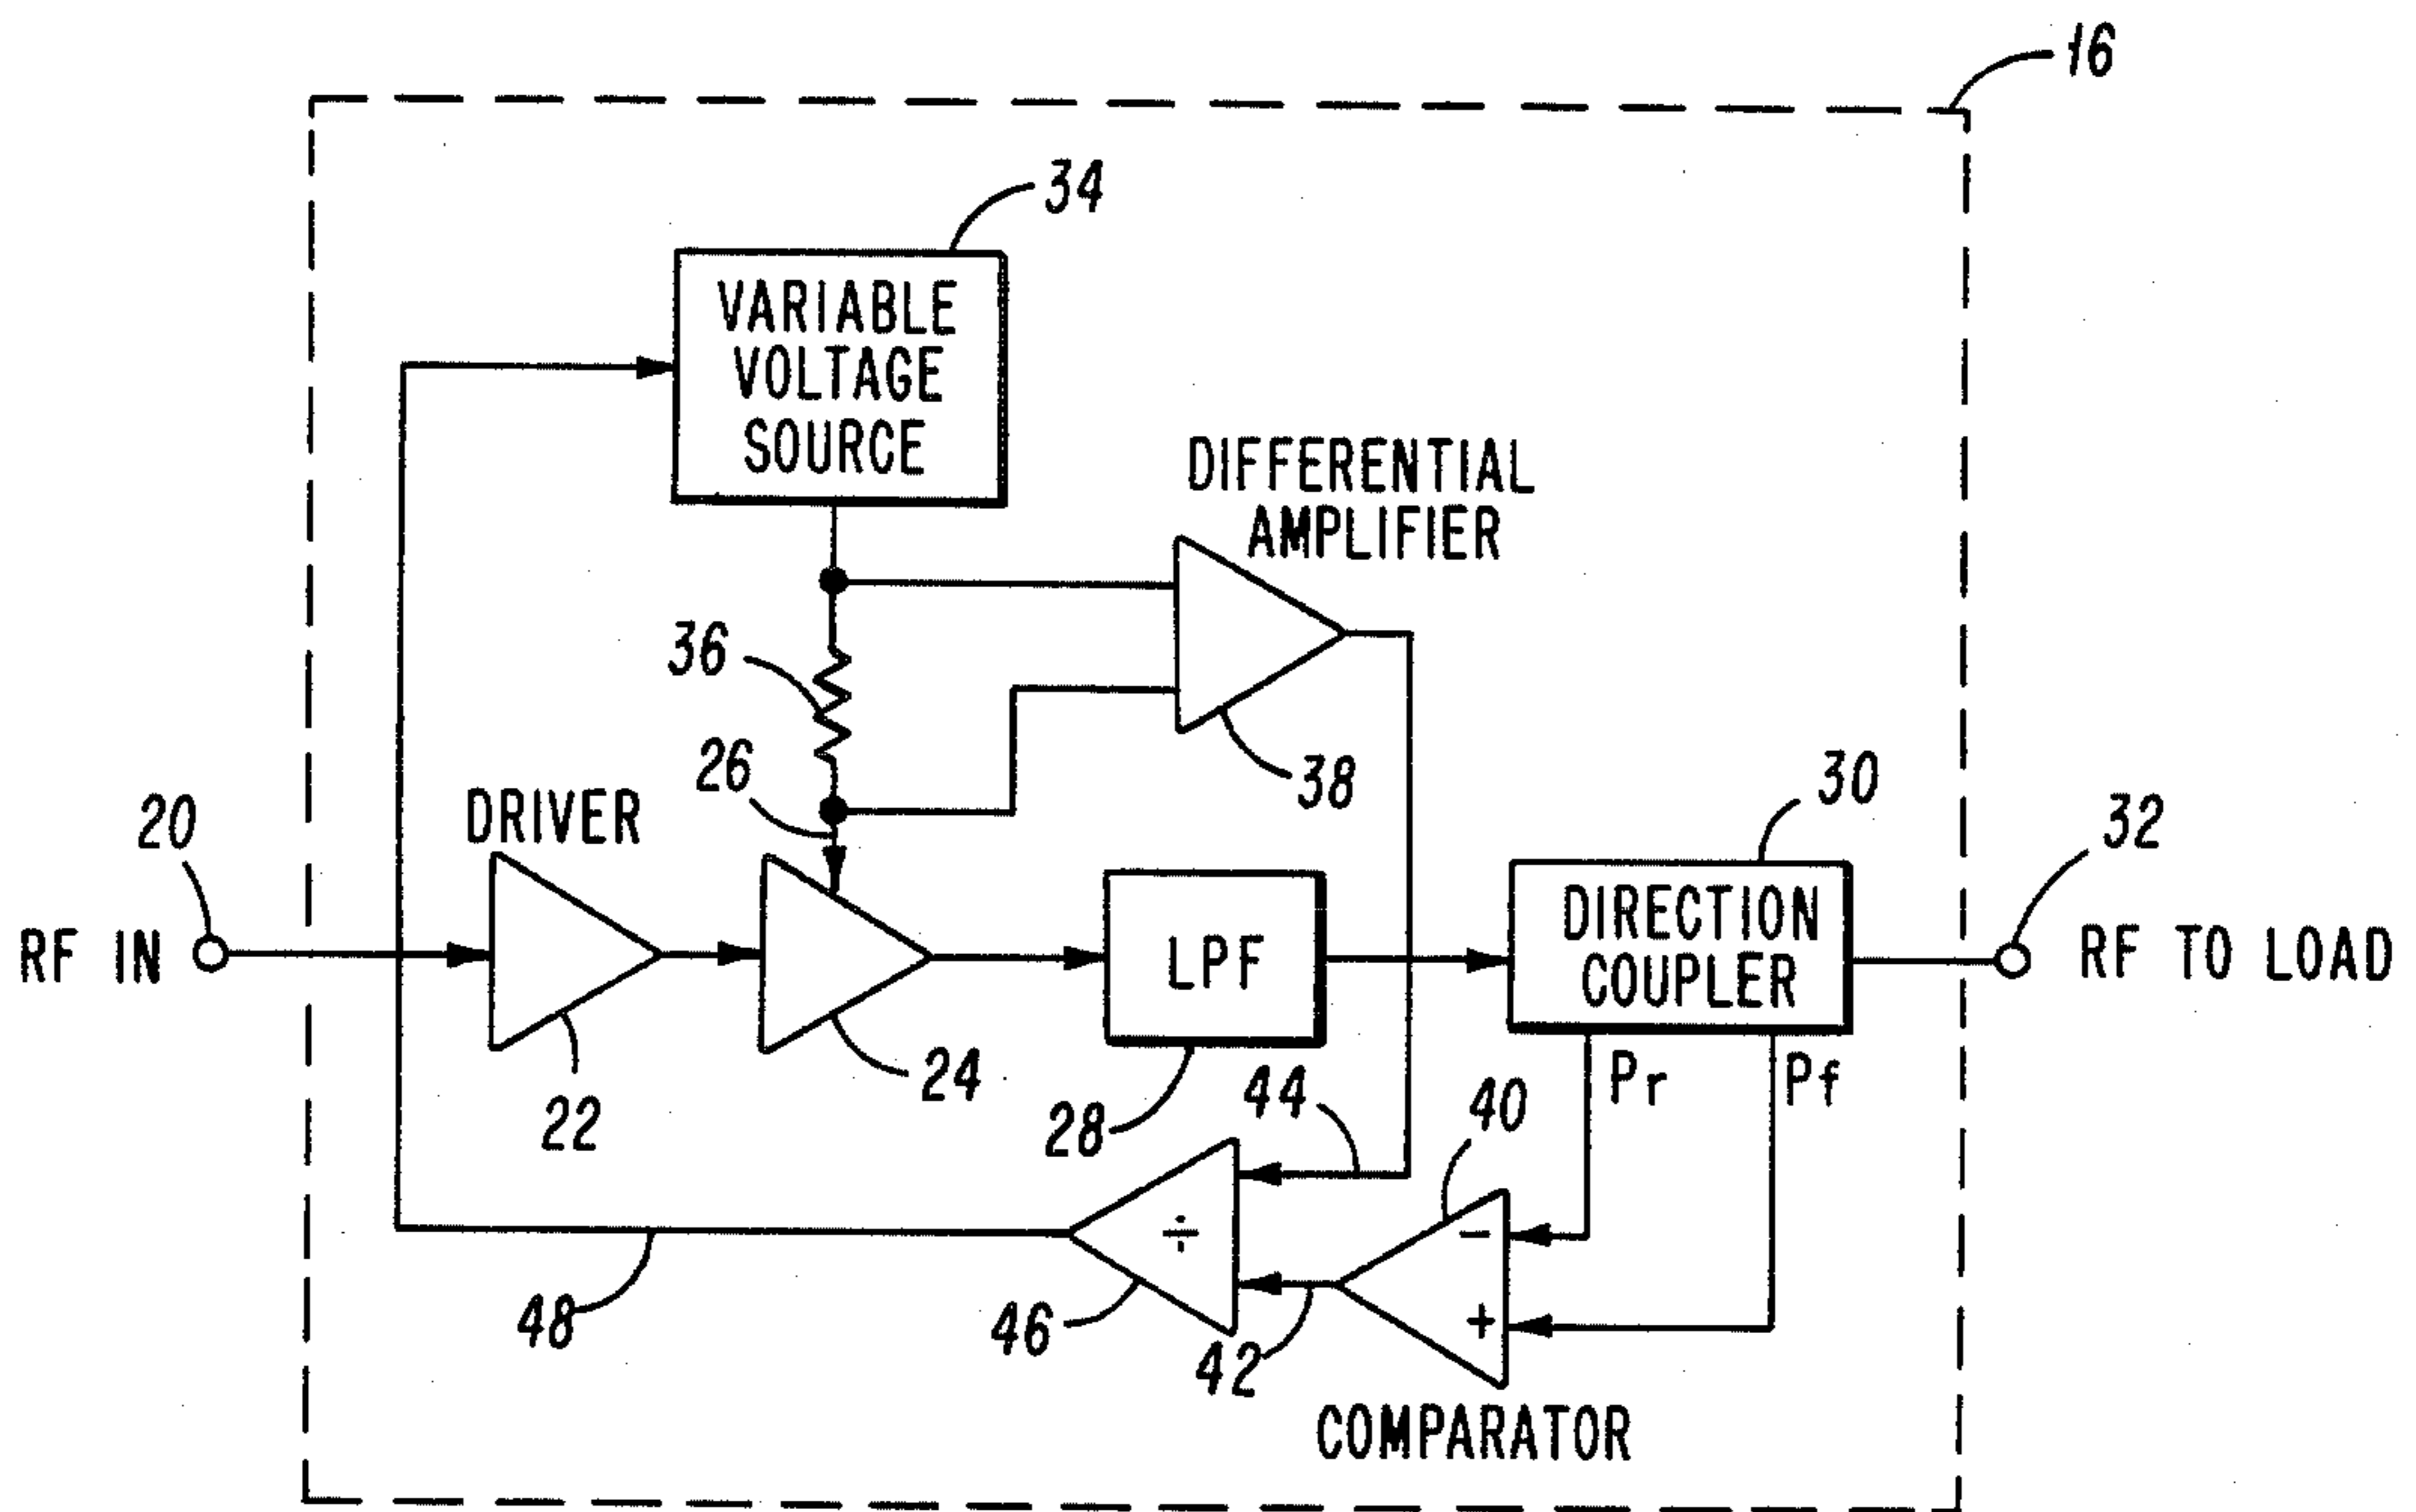 16
34
VARIABLE
VOLTAGE
SOURCE
DIFFERENTIAL
AMPLIFIER
36
26
38
30
32
20
DRIVER
RF IN
LPF
DIRECTION
COUPLER
RF TO LOAD
22
24
28
44
40
Pr
Pf
÷
−
+
48
46
42
COMPARATOR